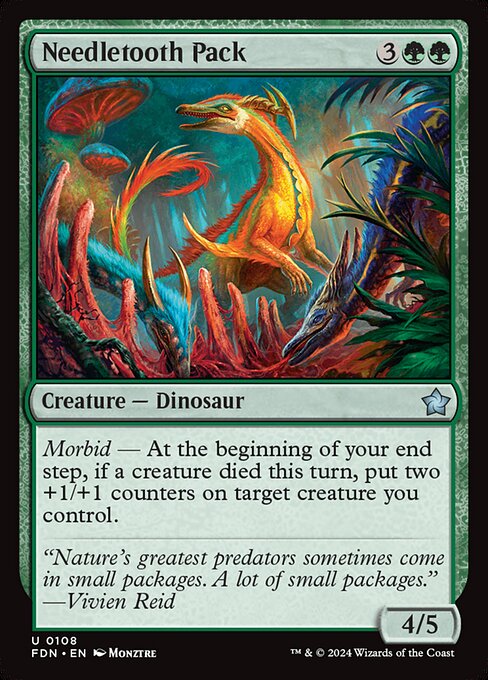 Needletooth Pack 3
Creature — Dinosaur
Morbid — At the beginning of your end
step, if a creature died this turn, put two
+1/+1 counters on target creature you
control.
“Nature’s greatest predators sometimes come
in small packages. A lot of small packages.”
—Vivien Reid
4/5
U 0108
FDN • EN Monztre
™ & © 2024 Wizards of the Coast